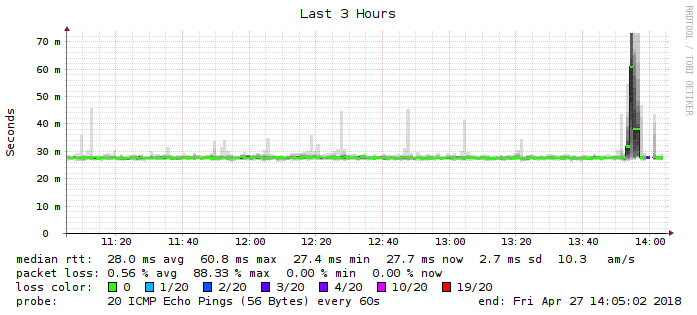 Last 3 Hours
RRDTOOL / TOBI OETIKER
Seconds
70 m
60 m
50 m
40 m
30 m
20 m
10 m
0
11:20 11:40 12:00 12:20 12:40 13:00 13:20 13:40 14:00
median rtt: 28.0 ms avg 60.8 ms max 27.4 ms min 27.7 ms now 2.7 ms sd 10.3 am/s
packet loss: 0.56 % avg 88.33 % max 0.00 % min 0.00 % now
loss color: 0 1/20 2/20 3/20 4/20 10/20 19/20
probe: 20 ICMP Echo Pings (56 Bytes) every 60s end: Fri Apr 27 14:05:02 2018